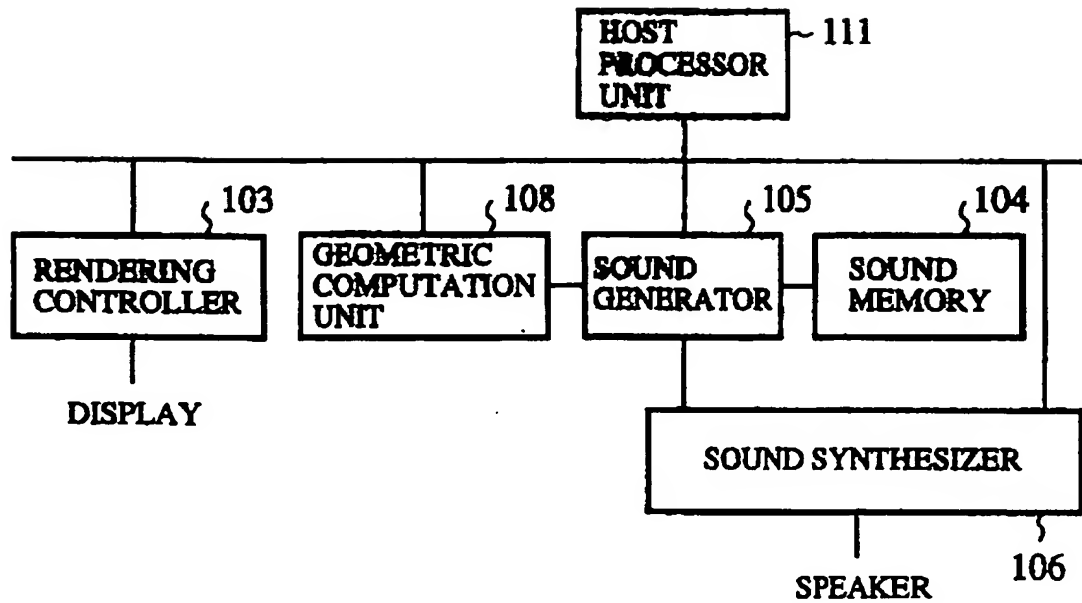 HOST
PROCESSOR
UNIT
111
103
108
105
104
RENDERING
CONTROLLER
GEOMETRIC
COMPUTATION
UNIT
SOUND
GENERATOR
SOUND
MEMORY
DISPLAY
SOUND SYNTHESIZER
106
SPEAKER